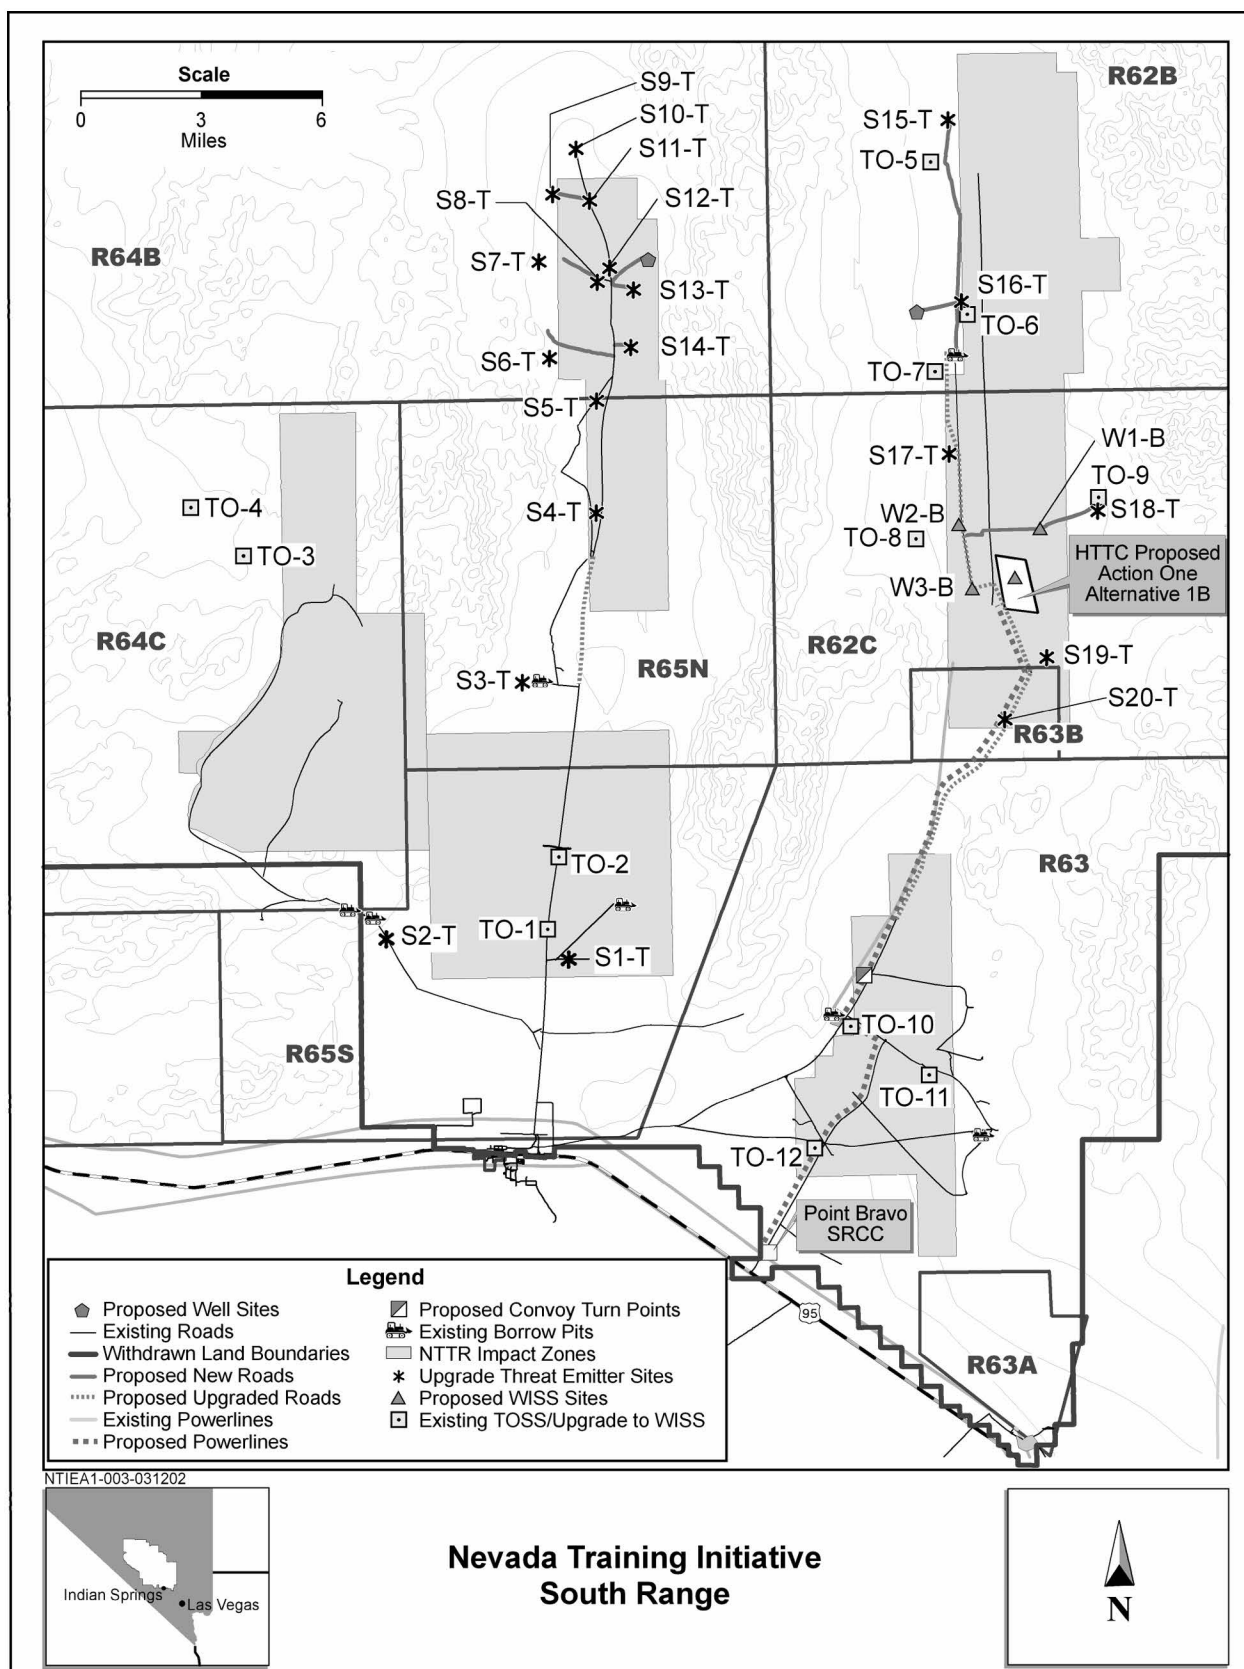 Scale
0
3
6
Miles
S9-T
S10-T
S11-T
S8-T
S12-T
S7-T
S13-T
S6-T
S14-T
S5-T
S4-T
S3-T
R64B
R62B
S15-T
TO-5
S16-T
TO-6
TO-7
S17-T
W1-B
TO-9
S18-T
W2-B
TO-8
HTTC Proposed
Action One
Alternative 1B
W3-B
TO-4
TO-3
R64C
R65N
R62C
S19-T
S20-T
R63B
TO-2
R63
TO-1
S2-T
S1-T
TO-10
R65S
TO-11
TO-12
Point Bravo
SRCC
95
R63A
Legend
Proposed Well Sites
Existing Roads
Withdrawn Land Boundaries
Proposed New Roads
Proposed Upgraded Roads
Existing Powerlines
Proposed Powerlines
Proposed Convoy Turn Points
Existing Borrow Pits
NTTR Impact Zones
Upgrade Threat Emitter Sites
Proposed WISS Sites
Existing TOSS/Upgrade to WISS
NTIEA1-003-031202
Indian Springs
Las Vegas
Nevada Training Initiative
South Range
N